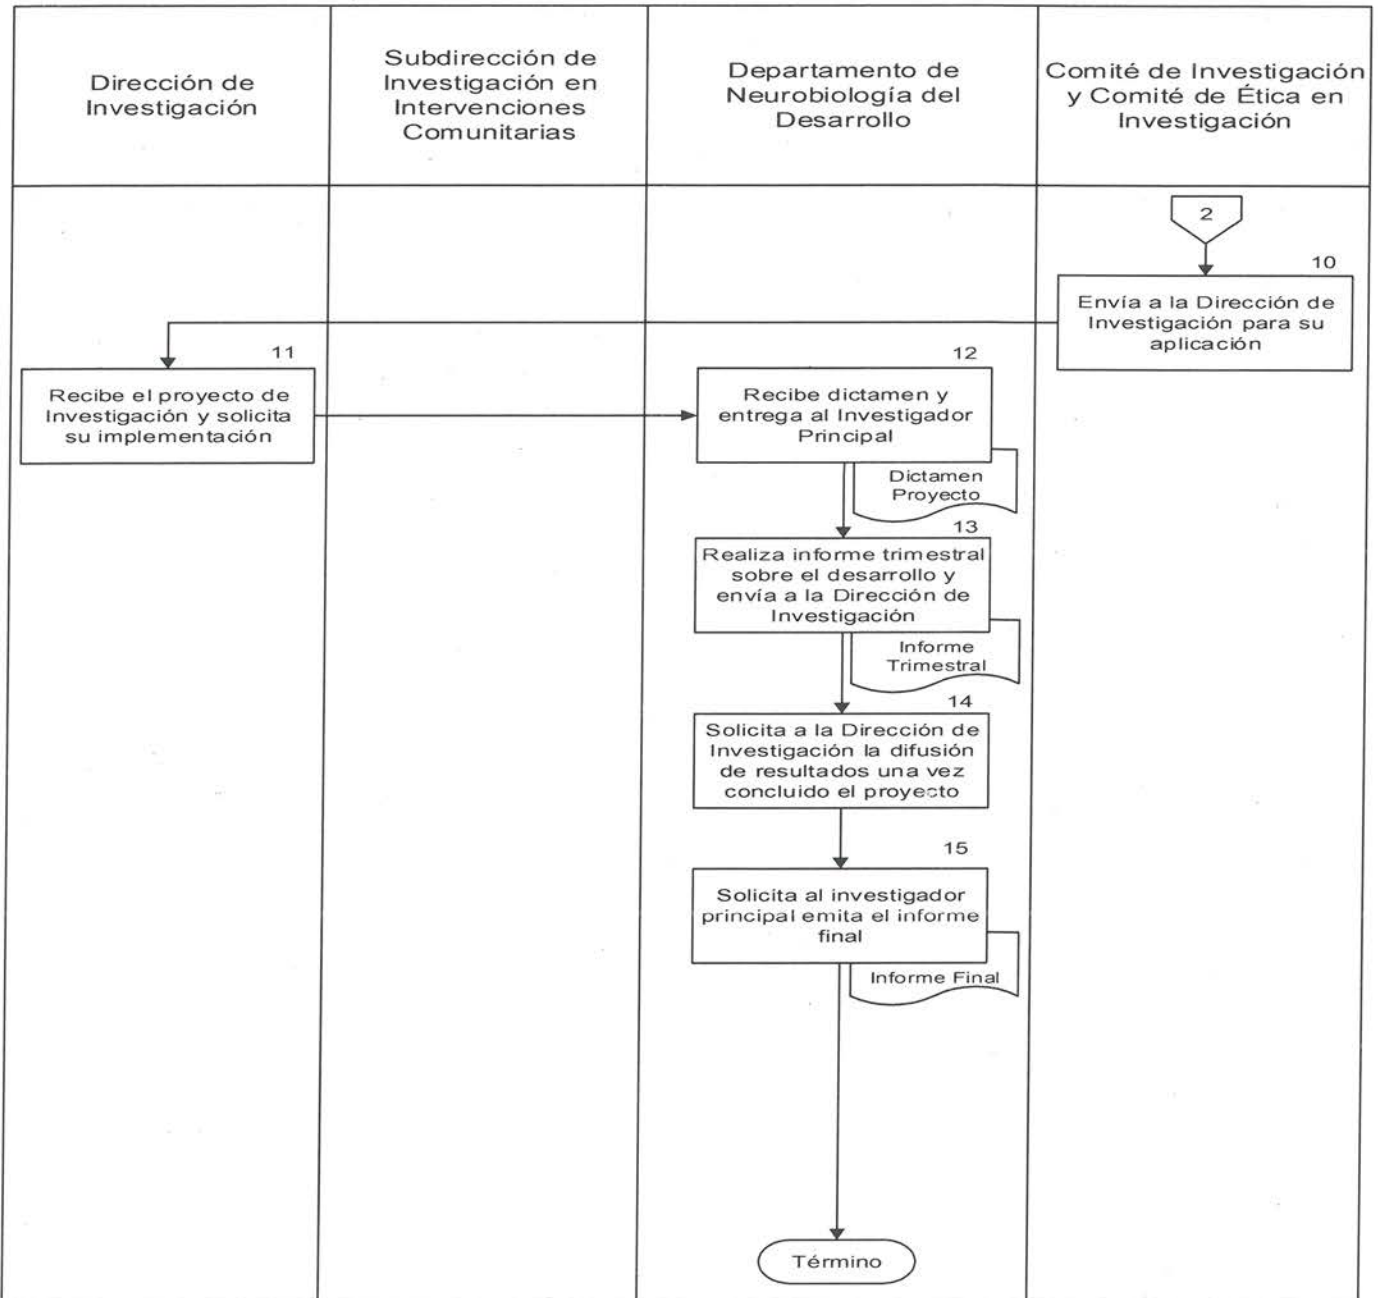 Dirección de
Investigación
Subdirección de
Investigación en
Intervenciones
Comunitarias
Departamento de
Neurobiología del
Desarrollo
Comité de Investigación
y Comité de Ética en
Investigación
2
10
Envía a la Dirección de
Investigación para su
aplicación
11
Recibe el proyecto de
Investigación y solicita
su implementación
12
Recibe dictamen y
entrega al Investigador
Principal
Dictamen
Proyecto
13
Realiza informe trimestral
sobre el desarrollo y
envía a la Dirección de
Investigación
Informe
Trimestral
14
Solicita a la Dirección de
Investigación la difusión
de resultados una vez
concluido el proyecto
15
Solicita al investigador
principal emita el informe
final
Informe Final
Término